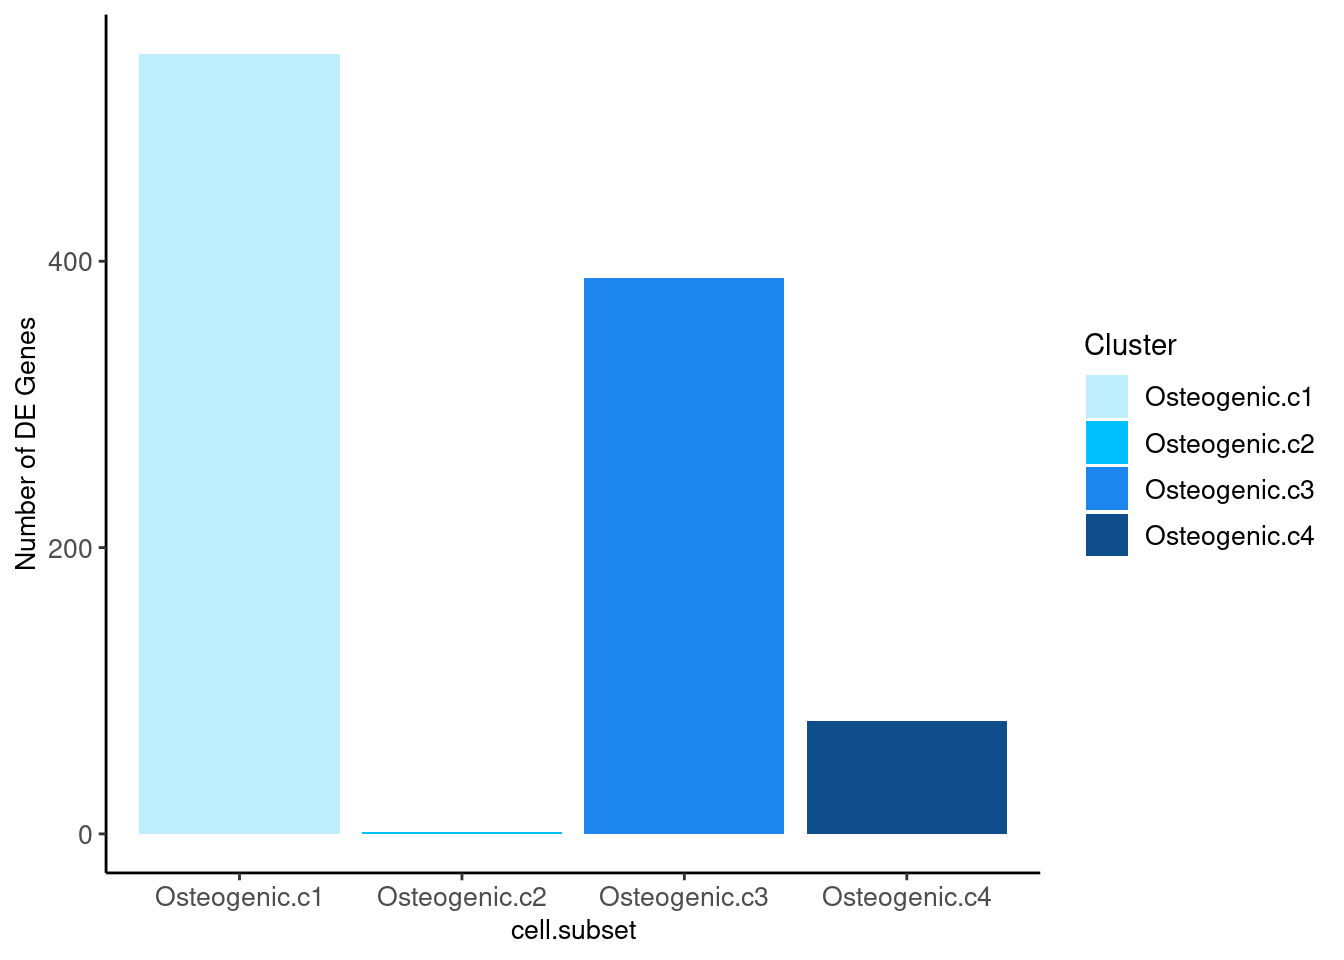 Number of DE Genes
400
200
0
Osteogenic.c1
Osteogenic.c2
Osteogenic.c3
Osteogenic.c4
cell.subset
Cluster
Osteogenic.c1
Osteogenic.c2
Osteogenic.c3
Osteogenic.c4